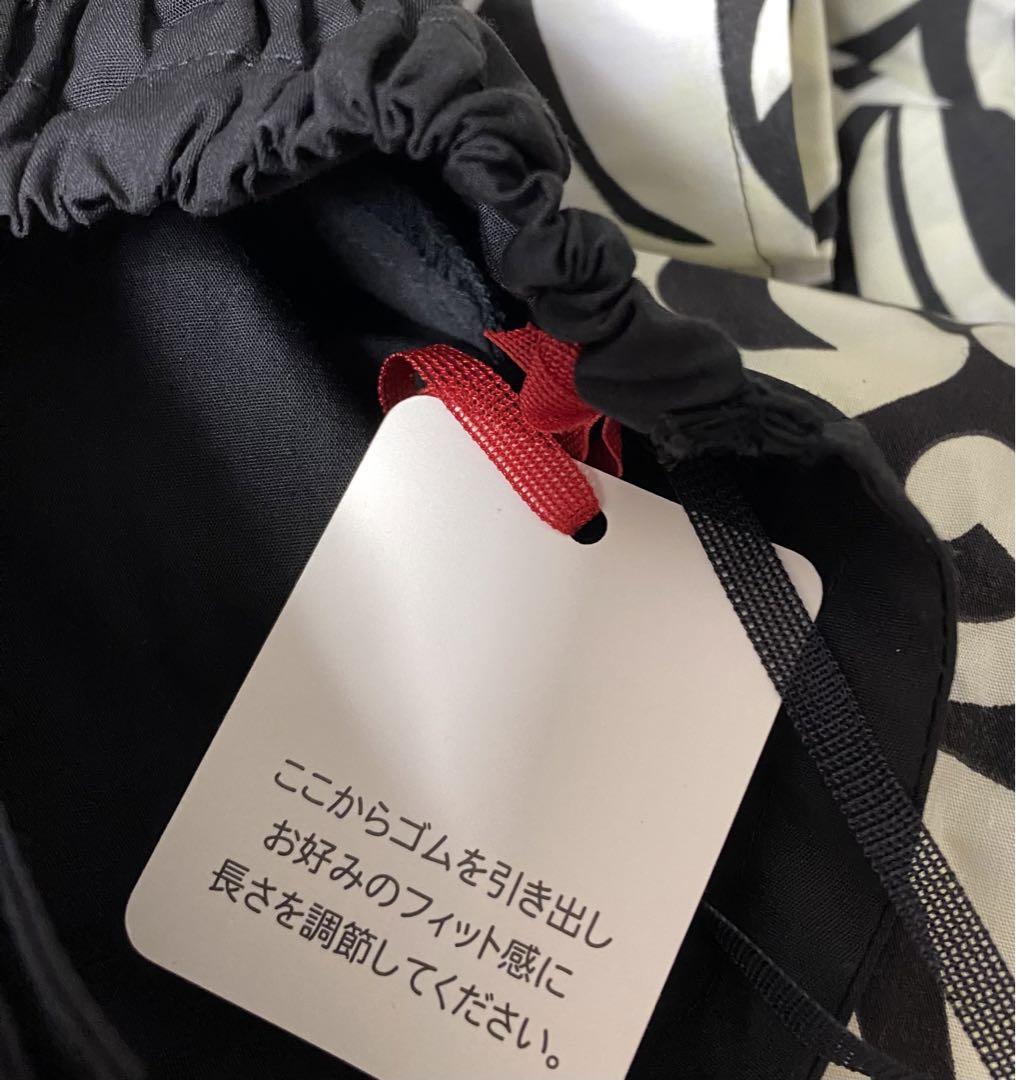 ここからゴムを引き出し
お好みのフィット感に
長さを調節してください。